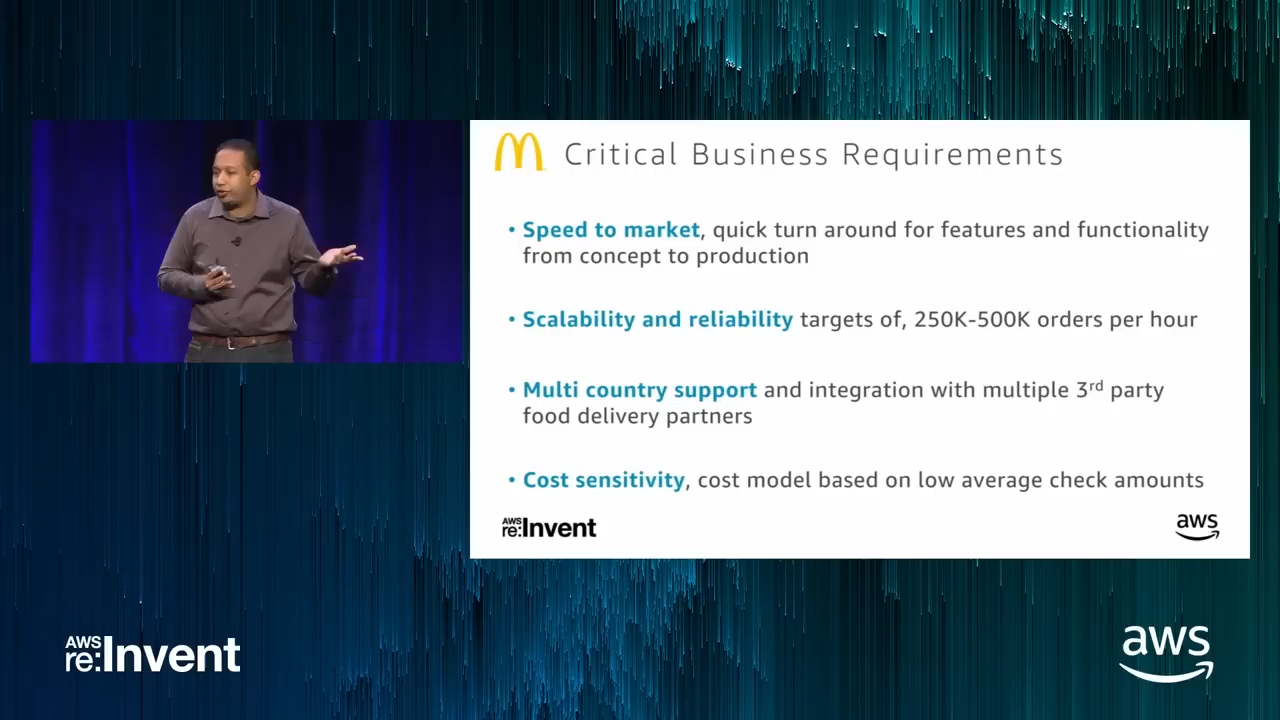 Critical Business Requirements
• Speed to market, quick turn around for features and functionality
from concept to production
• Scalability and reliability targets of, 250K-500K orders per hour
• Multi country support and integration with multiple 3rd party
food delivery partners
• Cost sensitivity, cost model based on low average check amounts
AWS
re:Invent
aws
AWS
re:Invent
aws